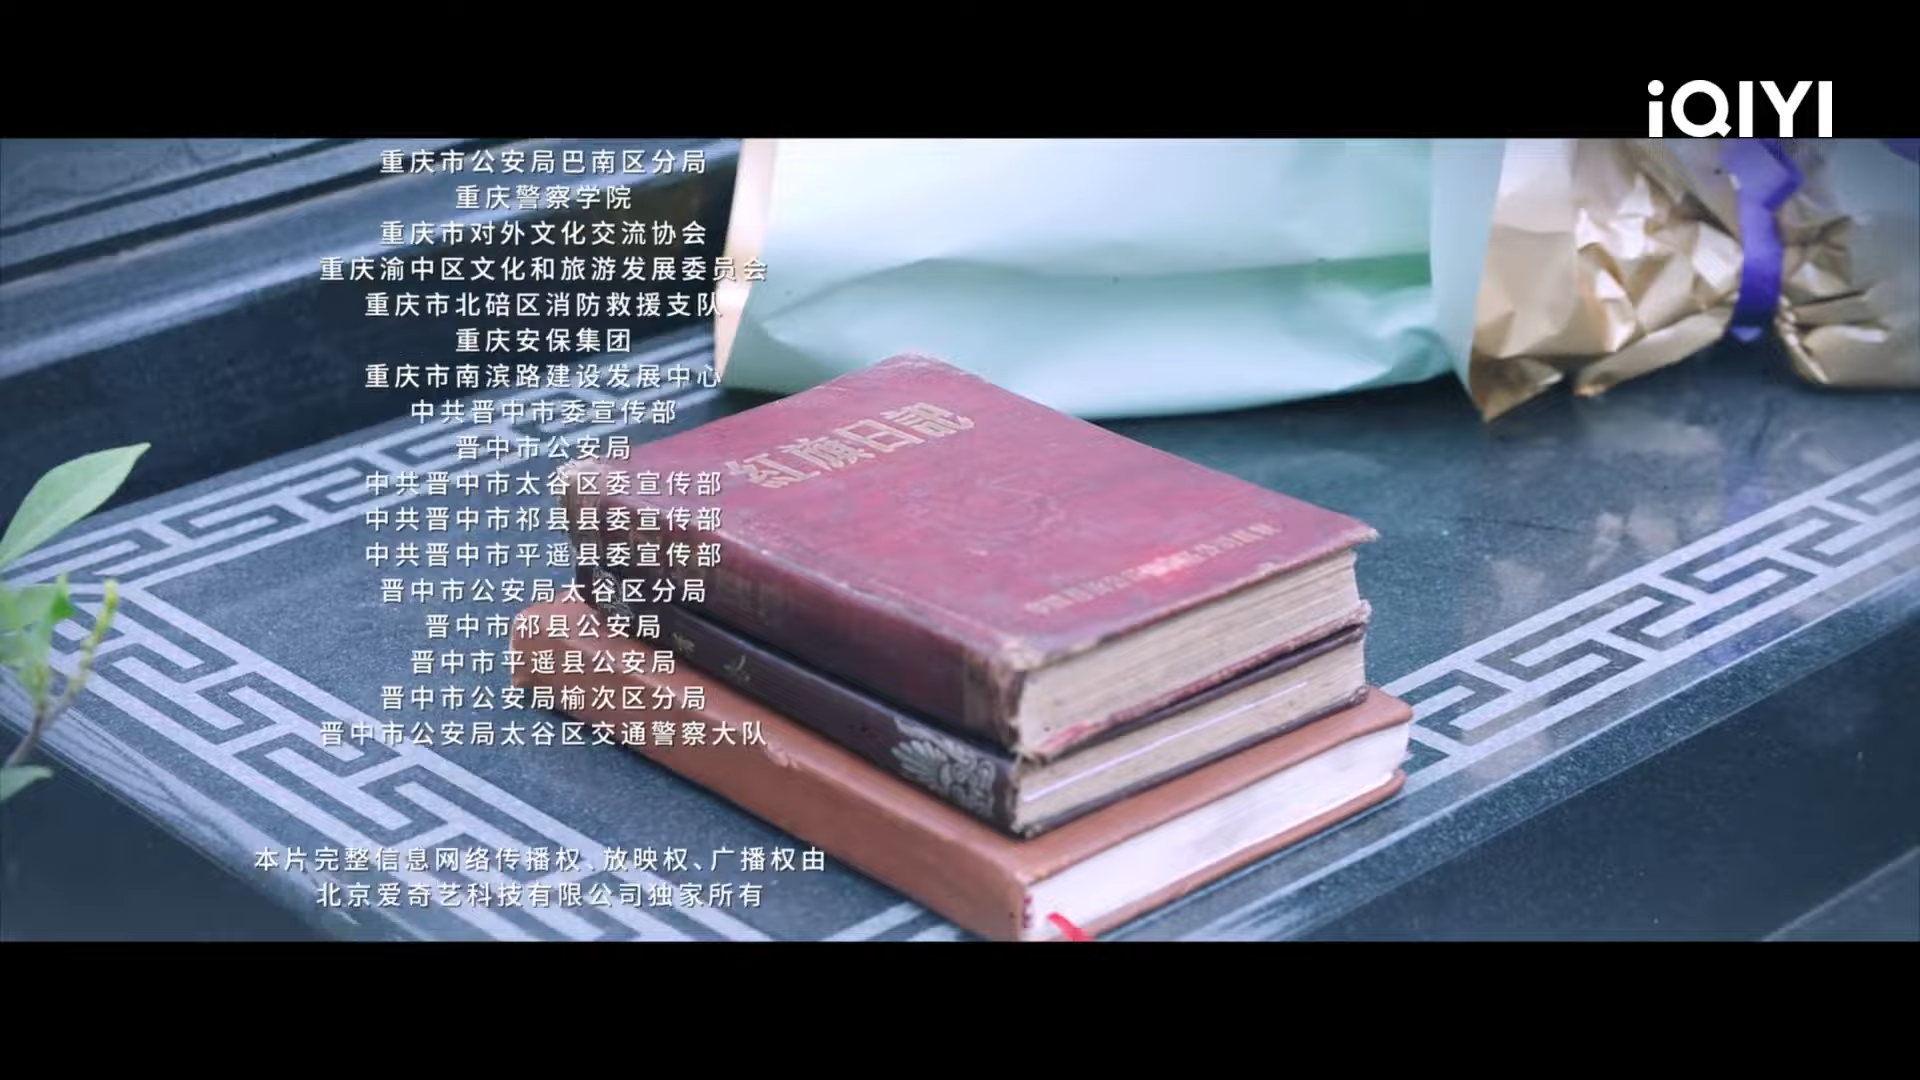 iQIYI
重庆市公安局巴南区分局
重庆警察学院
重庆市对外文化交流协会
重庆渝中区文化和旅游发展委员会
重庆市北碚区消防救援支队
重庆安保集团
重庆市南滨路建设发展中心
中共晋中市委宣传部
晋中市公安局
中共晋中市太谷区委宣传部
中共晋中市祁县县委宣传部
中共晋中市平遥县委宣传部
晋中市公安局太谷区分局
晋中市祁县公安局
晋中市平遥县公安局
晋中市公安局榆次区分局
晋中市公安局太谷区交通警察大队
紅旗日記
本片完整信息网络传播权、放映权、广播权由
北京爱奇艺科技有限公司独家所有